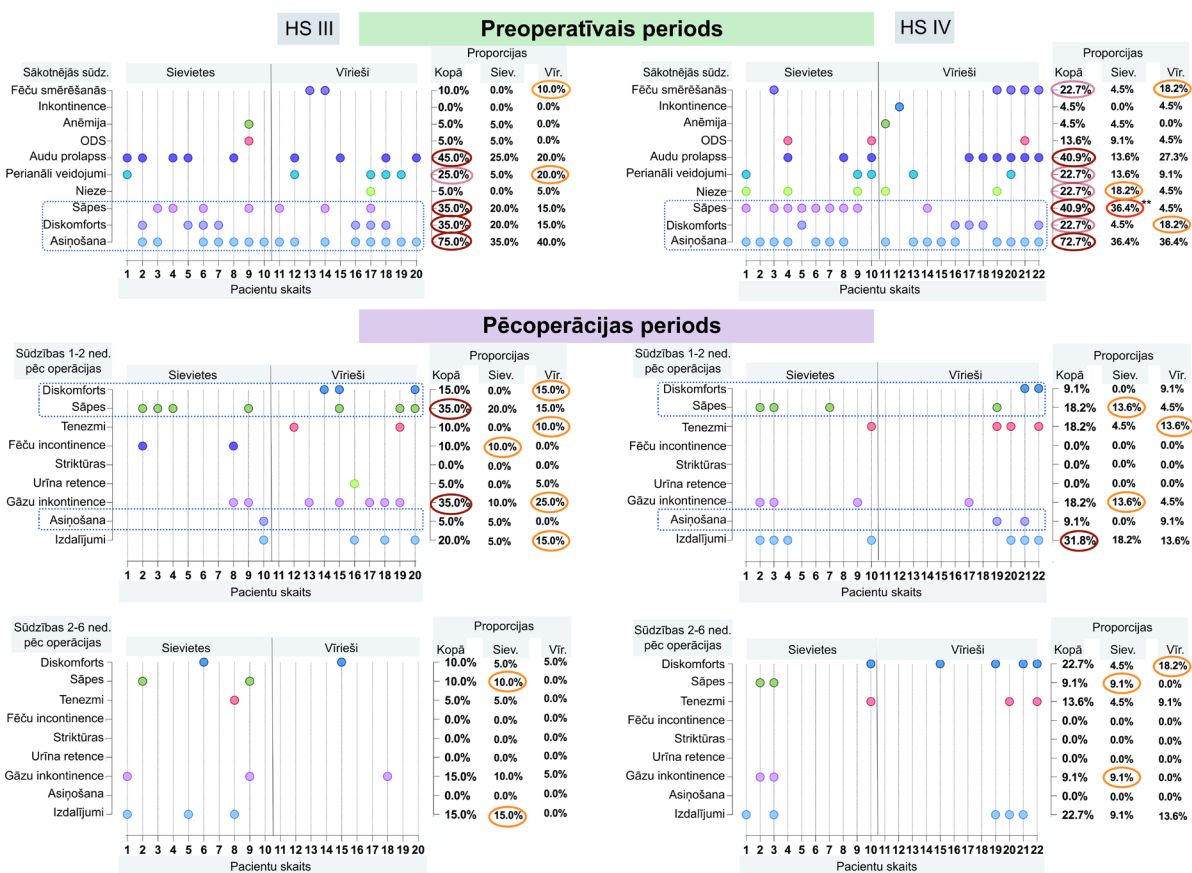 HS III
Preoperatīvais periods
HS IV
Proporcijas
Sākotnējās sūdz. Sievietes Vīrieši Kopā Siev. Vīr.
Fēču smērēšanās 10.0% 0.0% 10.0%
Inkontinence 0.0% 0.0% 0.0%
Anēmija 5.0% 5.0% 0.0%
ODS 5.0% 5.0% 0.0%
Audu prolapss 45.0% 25.0% 20.0%
Perianāli veidojumi 25.0% 5.0% 20.0%
Nieze 5.0% 0.0% 5.0%
Sāpes 35.0% 20.0% 15.0%
Diskomforts 35.0% 20.0% 15.0%
Asiņošana 75.0% 35.0% 40.0%
1 2 3 4 5 6 7 8 9 10 11 12 13 14 15 16 17 18 19 20
Pacientu skaits
Proporcijas
Sākotnējās sūdz. Sievietes Vīrieši Kopā Siev. Vīr.
Fēču smērēšanās 22.7% 4.5% 18.2%
Inkontinence 4.5% 0.0% 4.5%
Anēmija 4.5% 4.5% 0.0%
ODS 13.6% 9.1% 4.5%
Audu prolapss 40.9% 13.6% 27.3%
Perianāli veidojumi 22.7% 13.6% 9.1%
Nieze 22.7% 18.2% 4.5%
Sāpes 40.9% 36.4% ** 4.5%
Diskomforts 22.7% 4.5% 18.2%
Asiņošana 72.7% 36.4% 36.4%
1 2 3 4 5 6 7 8 9 10 11 12 13 14 15 16 17 18 19 20 21 22
Pacientu skaits
Pēcoperācijas periods
Sūdzības 1-2 ned.
pēc operācijas
Proporcijas
Sievietes Vīrieši Kopā Siev. Vīr.
Diskomforts 15.0% 0.0% 15.0%
Sāpes 35.0% 20.0% 15.0%
Tenezmi 10.0% 0.0% 10.0%
Fēču incontinence 10.0% 10.0% 0.0%
Striktūras 0.0% 0.0% 0.0%
Urīna retence 5.0% 0.0% 5.0%
Gāzu inkontinence 35.0% 10.0% 25.0%
Asiņošana 5.0% 5.0% 0.0%
Izdalījumi 20.0% 5.0% 15.0%
1 2 3 4 5 6 7 8 9 10 11 12 13 14 15 16 17 18 19 20
Pacientu skaits
Sūdzības 1-2 ned.
pēc operācijas
Proporcijas
Sievietes Vīrieši Kopā Siev. Vīr.
Diskomforts 9.1% 0.0% 9.1%
Sāpes 18.2% 13.6% 4.5%
Tenezmi 18.2% 4.5% 13.6%
Fēču incontinence 0.0% 0.0% 0.0%
Striktūras 0.0% 0.0% 0.0%
Urīna retence 0.0% 0.0% 0.0%
Gāzu inkontinence 18.2% 13.6% 4.5%
Asiņošana 9.1% 0.0% 9.1%
Izdalījumi 31.8% 18.2% 13.6%
1 2 3 4 5 6 7 8 9 10 11 12 13 14 15 16 17 18 19 20 21 22
Pacientu skaits
Sūdzības 2-6 ned.
pēc operācijas
Proporcijas
Sievietes Vīrieši Kopā Siev. Vīr.
Diskomforts 10.0% 5.0% 5.0%
Sāpes 10.0% 10.0% 0.0%
Tenezmi 5.0% 5.0% 0.0%
Fēču incontinence 0.0% 0.0% 0.0%
Striktūras 0.0% 0.0% 0.0%
Urīna retence 0.0% 0.0% 0.0%
Gāzu inkontinence 15.0% 10.0% 5.0%
Asiņošana 0.0% 0.0% 0.0%
Izdalījumi 15.0% 15.0% 0.0%
1 2 3 4 5 6 7 8 9 10 11 12 13 14 15 16 17 18 19 20
Pacientu skaits
Sūdzības 2-6 ned.
pēc operācijas
Proporcijas
Sievietes Vīrieši Kopā Siev. Vīr.
Diskomforts 22.7% 4.5% 18.2%
Sāpes 9.1% 9.1% 0.0%
Tenezmi 13.6% 4.5% 9.1%
Fēču incontinence 0.0% 0.0% 0.0%
Striktūras 0.0% 0.0% 0.0%
Urīna retence 0.0% 0.0% 0.0%
Gāzu inkontinence 9.1% 9.1% 0.0%
Asiņošana 0.0% 0.0% 0.0%
Izdalījumi 22.7% 9.1% 13.6%
1 2 3 4 5 6 7 8 9 10 11 12 13 14 15 16 17 18 19 20 21 22
Pacientu skaits